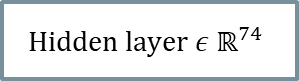 Hidden layer ϵ ℝ⁷⁴